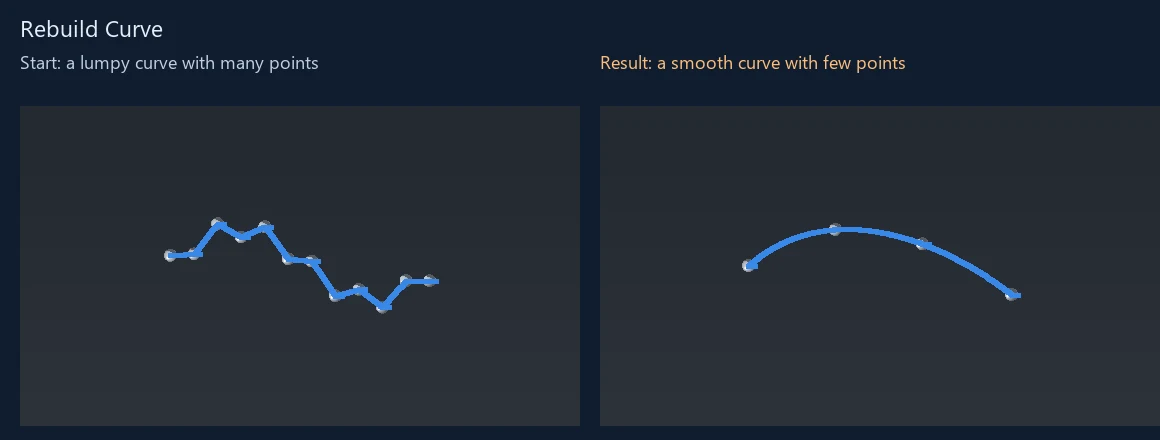 Rebuild Curve
Start: a lumpy curve with many points
Result: a smooth curve with few points